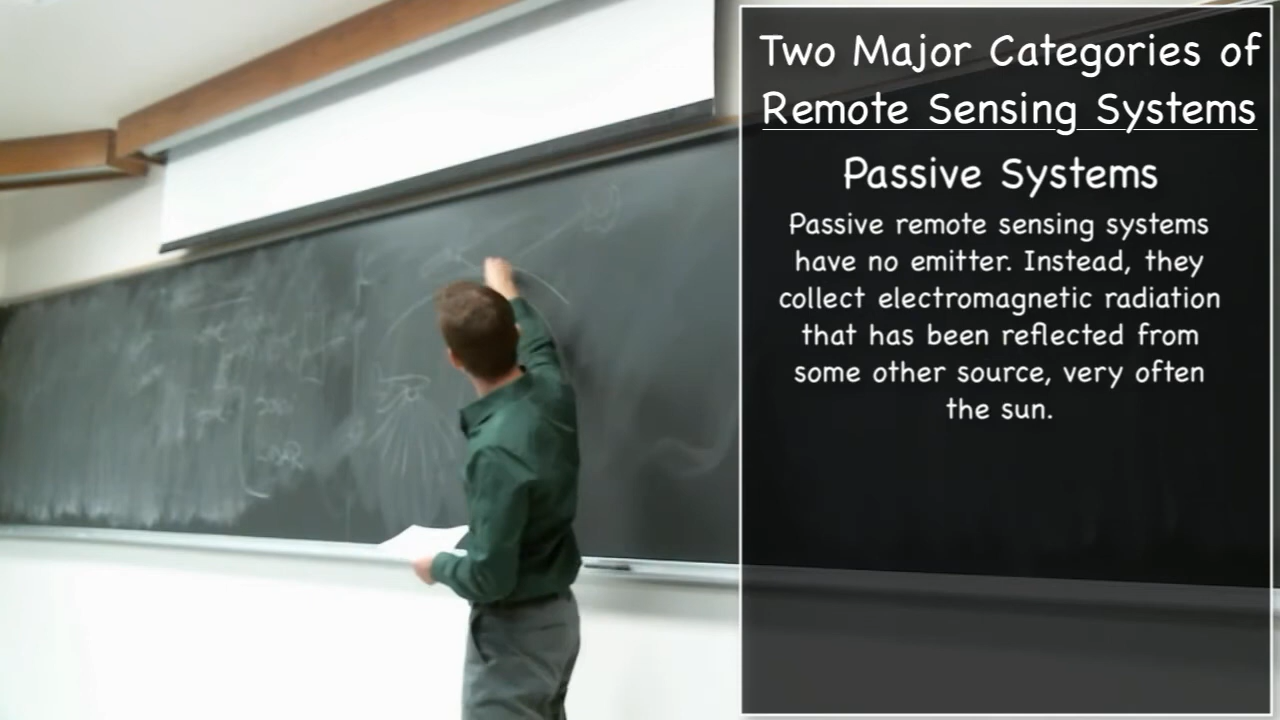 Two Major Categories of
Remote Sensing Systems
Passive Systems
Passive remote sensing systems
have no emitter. Instead, they
collect electromagnetic radiation
that has been reflected from
some other source, very often
the sun.